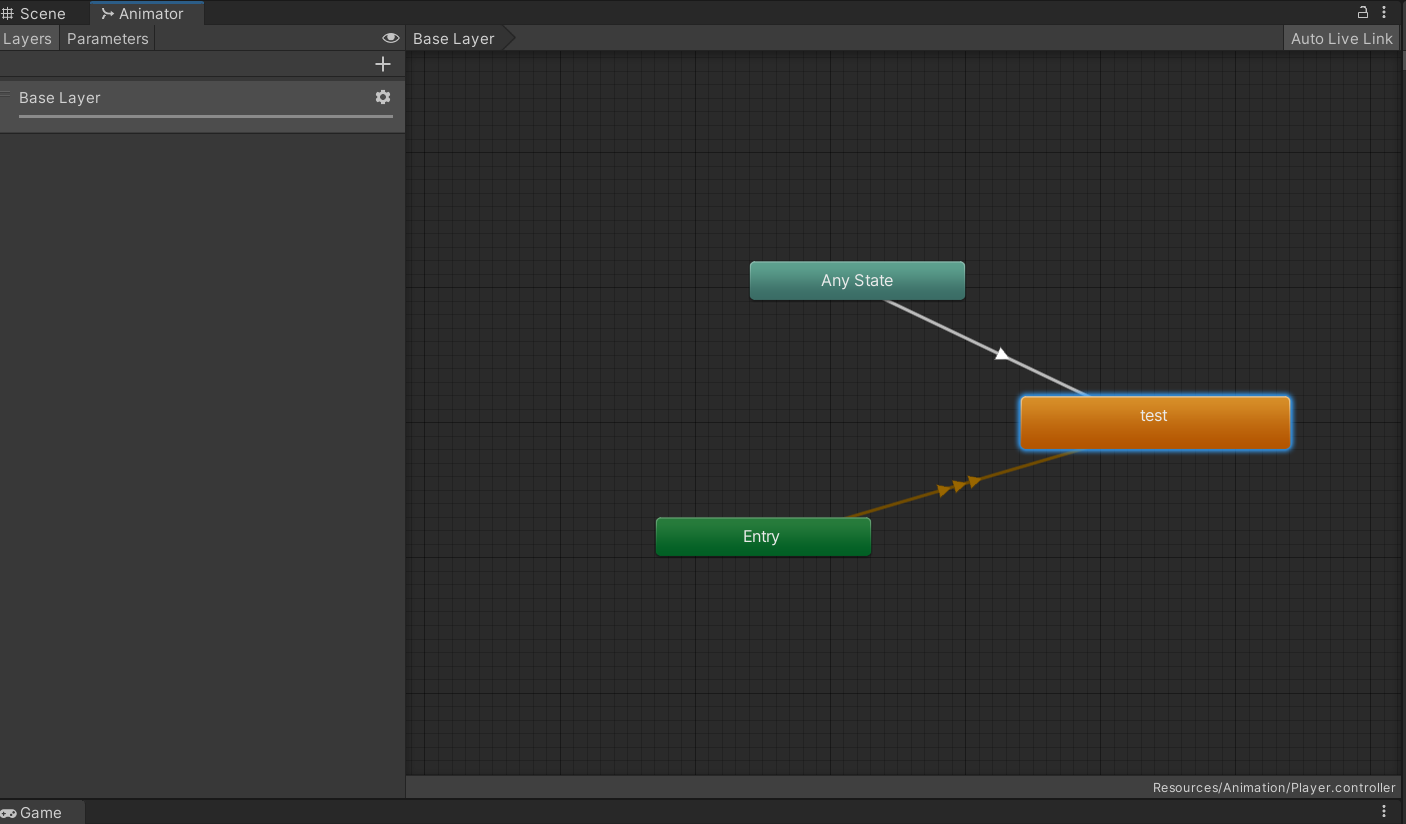 Scene Animator
Layers Parameters Base Layer Auto Live Link
Base Layer
Any State
test
Entry
Resources/Animation/Player.controller
Game